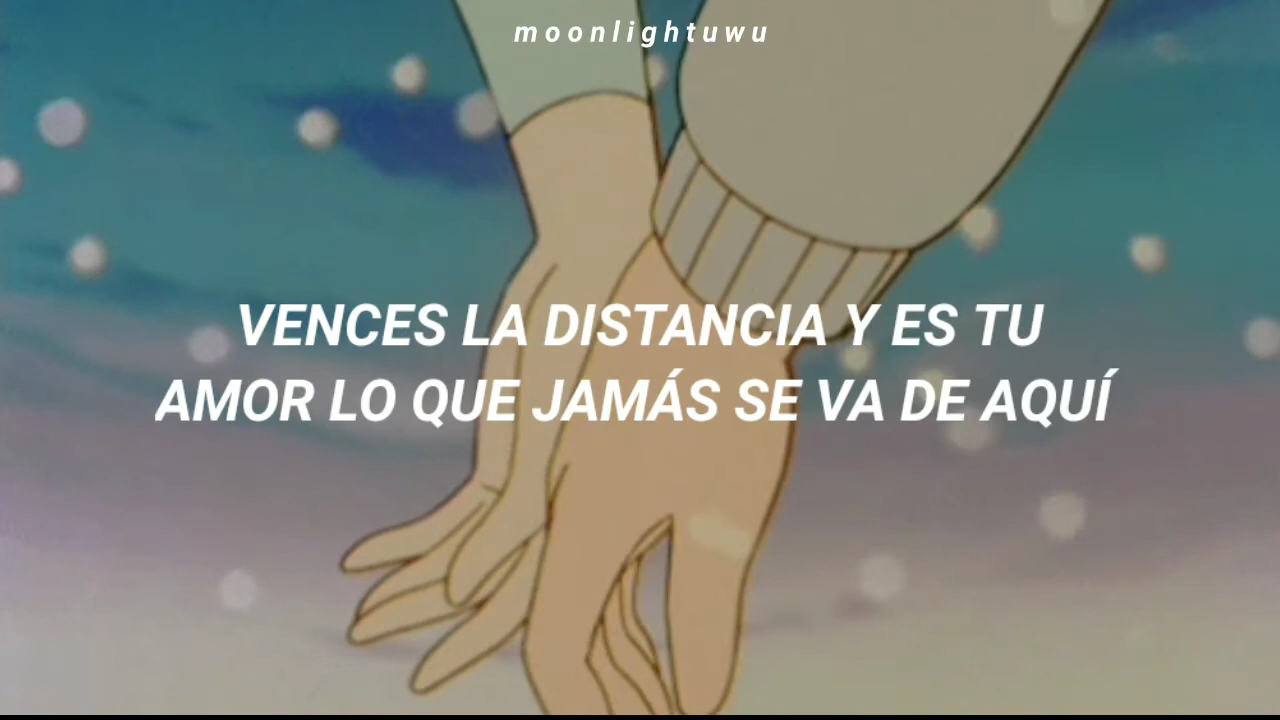 moonlightuwu
VENCES LA DISTANCIA Y ES TU
AMOR LO QUE JAMÁS SE VA DE AQUÍ